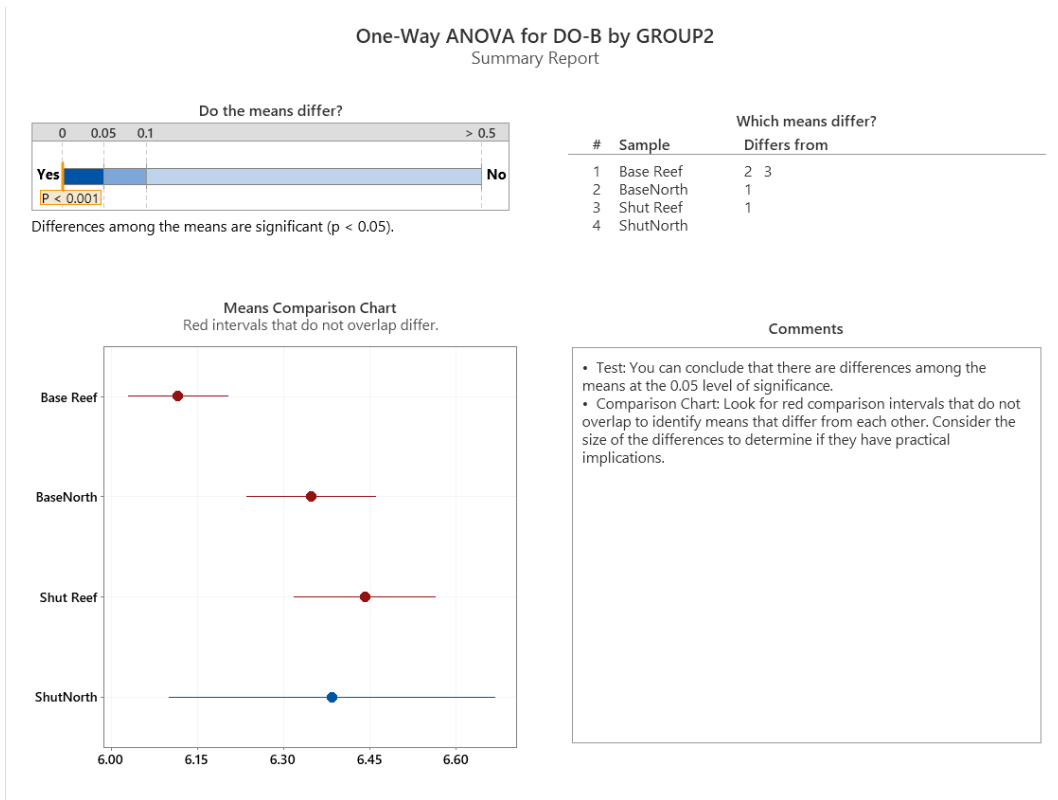 One-Way ANOVA for DO-B by GROUP2
Summary Report
Do the means differ?
0 0.05 0.1 > 0.5
Yes No
P < 0.001
Differences among the means are significant (p < 0.05).
Which means differ?
# Sample Differs from
1 Base Reef 2 3
2 BaseNorth 1
3 Shut Reef 1
4 ShutNorth
Means Comparison Chart
Red intervals that do not overlap differ.
Base Reef
BaseNorth
Shut Reef
ShutNorth
6.00 6.15 6.30 6.45 6.60
Comments
• Test: You can conclude that there are differences among the
means at the 0.05 level of significance.
• Comparison Chart: Look for red comparison intervals that do not
overlap to identify means that differ from each other. Consider the
size of the differences to determine if they have practical
implications.